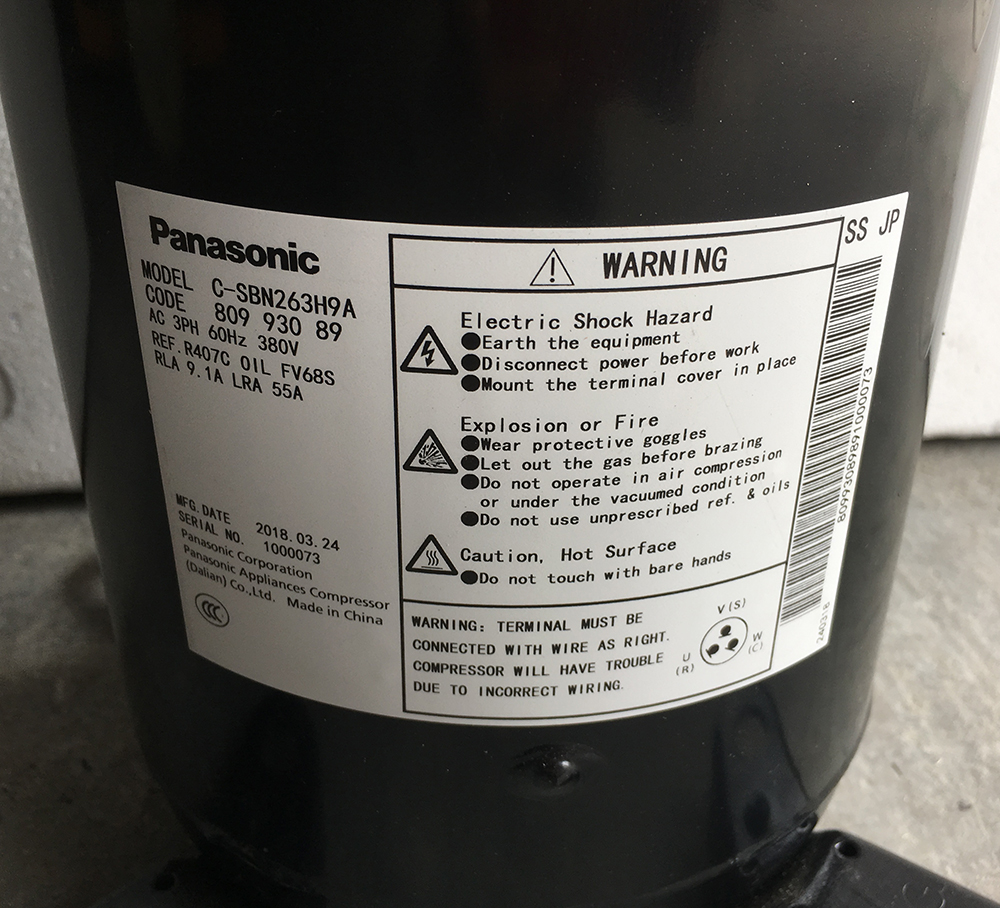 Panasonic
MODEL C-SBN263H9A
CODE 809 930 89
AC 3PH 60Hz 380V
REF.R407C OIL FV68S
RLA 9.1A LRA 55A
MFG.DATE 2018.03.24
SERIAL NO. 1000073
Panasonic Corporation
Panasonic Appliances Compressor
(Dalian) Co.,Ltd. Made in China
CCC
WARNING
Electric Shock Hazard
●Earth the equipment
●Disconnect power before work
●Mount the terminal cover in place
Explosion or Fire
●Wear protective goggles
●Let out the gas before brazing
●Do not operate in air compression
or under the vacuumed condition
●Do not use unprescribed ref. & oils
Caution, Hot Surface
●Do not touch with bare hands
WARNING: TERMINAL MUST BE
CONNECTED WITH WIRE AS RIGHT.
COMPRESSOR WILL HAVE TROUBLE
DUE TO INCORRECT WIRING.
V (S)
U
(R)
W
(C)
SS JP
80993089891000073
240318